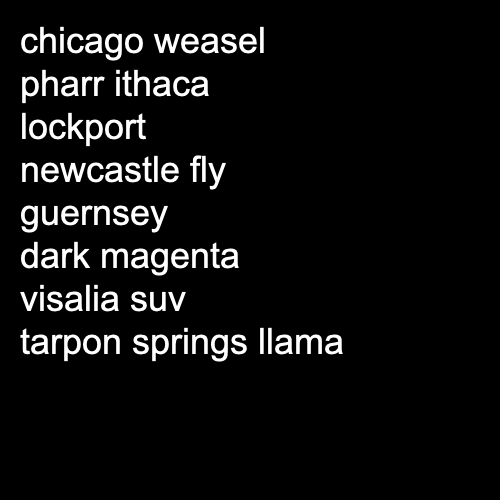 chicago weasel
pharr ithaca
lockport
newcastle fly
guernsey
dark magenta
visalia suv
tarpon springs llama